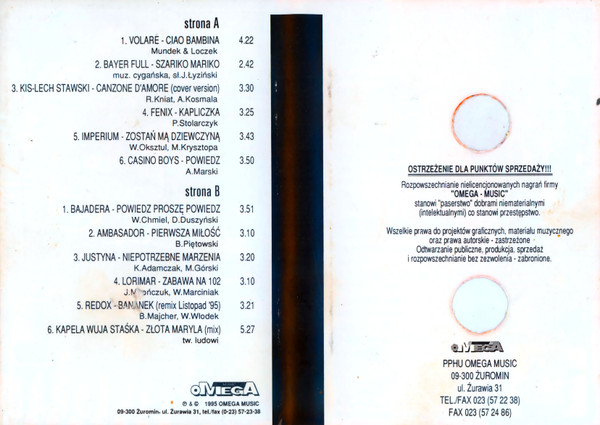 strona A
1. VOLARÉ - CIAO BAMBINA 4.22
Mundek & Loczek
2. BAYER FULL - SZARIKO MARIKO 2.42
muz. cygańska, sł.J.Łyziński
3. KIS-LECH STAWSKI - CANZONE D'AMORE (cover version) 3.30
R.Kniat, A.Kosmala
4. FENIX - KAPLICZKA 3.25
P.Stolarczyk
5. IMPERIUM - ZOSTAŃ MĄ DZIEWCZYNĄ 3.43
W.Oksztul, M.Krysztopa
6. CASINO BOYS - POWIEDZ 3.50
A.Marski
strona B
1. BAJADERA - POWIEDZ PROSZĘ POWIEDZ 3.51
W.Chmiel, D.Duszyński
2. AMBASADOR - PIERWSZA MIŁOŚĆ 3.10
B.Piętowski
3. JUSTYNA - NIEPOTRZEBNE MARZENIA 3.20
K.Adamczak, M.Górski
4. LORIMAR - ZABAWA NA 102 3.10
W.Marciniak
5. REDOX - BANANEK (remix Listopad '95) 3.21
B.Majcher, W.Włodek
6. KAPELA WUJA STAŚKA - ZŁOTA MARYLA (mix) 5.27
tw. ludowi
OMEGA
℗ & © 1995 OMEGA MUSIC
09-300 Żuromin. ul. Żurawia 31, tel./fax (0-23) 57-23-38
OSTRZEŻENIE DLA PUNKTÓW SPRZEDAŻY!!!
Rozpowszechnianie nielicencjonowanych nagrań firmy
"OMEGA - MUSIC"
stanowi "paserstwo" dobrami niematerialnymi
(intelektualnymi) co stanowi przestępstwo.
Wszelkie prawa do projektów graficznych, materiału muzycznego
oraz prawa autorskie - zastrzeżone
Odtwarzanie publiczne, produkcja, sprzedaż
i rozpowszechnianie bez zezwolenia - zabronione.
OMEGA
PPHU OMEGA MUSIC
09-300 ŻUROMIN
ul. Żurawia 31
TEL./FAX 023 (57 22 38)
FAX 023 (57 24 86)